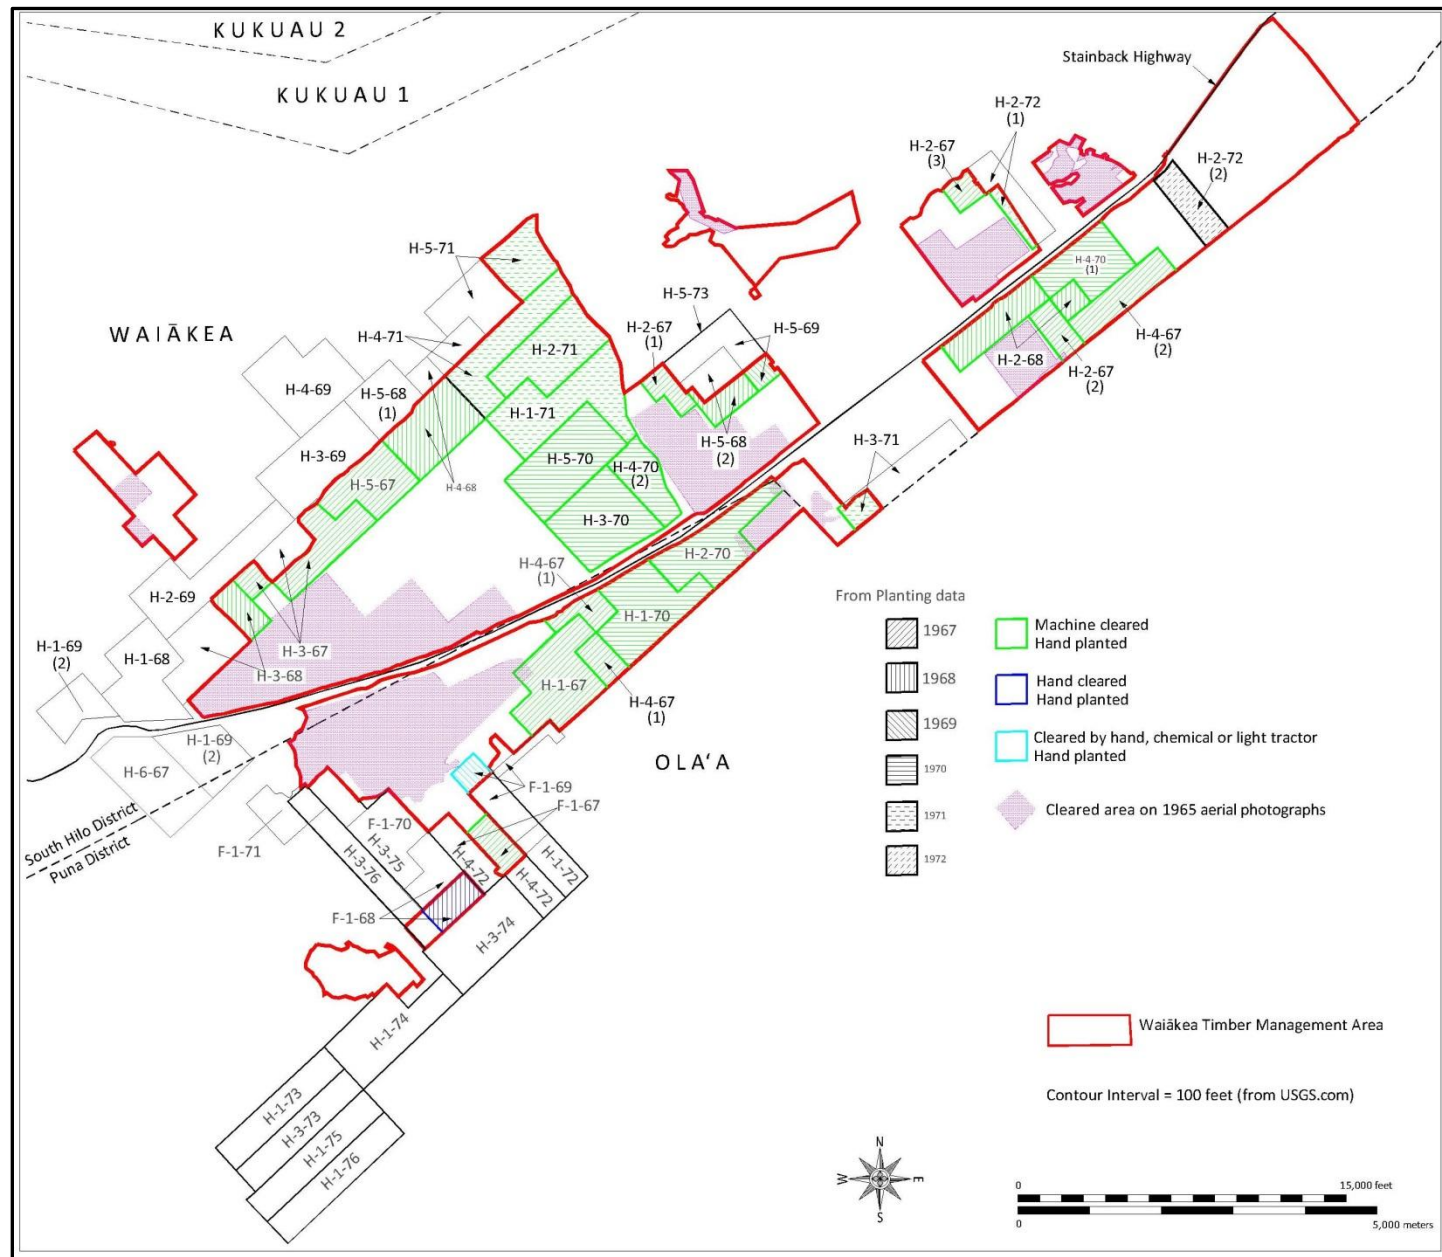 KUKUAU 2
KUKUAU 1
Stainback Highway
H-2-72
(1)
H-2-67
(3)
H-2-72
(2)
H-5-71
H-4-70
(1)
WAIĀKEA
H-5-73
H-4-71
H-2-67
(1)
H-5-69
H-2-71
H-4-67
(2)
H-2-68
H-2-67
(2)
H-4-69
H-5-68
(1)
H-1-71
H-5-68
(2)
H-3-71
H-3-69
H-5-70
H-4-70
(2)
H-5-67
H-4-68
H-3-70
H-2-70
H-4-67
(1)
H-2-69
H-1-70
H-1-69
(2)
H-1-68
H-3-67
H-3-68
H-1-67
H-4-67
(1)
H-1-69
(2)
H-6-67
OLAʻA
F-1-69
F-1-67
South Hilo District
Puna District
F-1-71
F-1-70
H-3-75
H-3-76
H-4-72
H-1-72
H-4-72
F-1-68
H-3-74
H-1-74
H-1-73
H-3-73
H-1-75
H-1-76
From Planting data
1967
1968
1969
1970
1971
1972
Machine cleared
Hand planted
Hand cleared
Hand planted
Cleared by hand, chemical or light tractor
Hand planted
Cleared area on 1965 aerial photographs
Waiākea Timber Management Area
Contour Interval = 100 feet (from USGS.com)
N
W
E
S
0
15,000 feet
0
5,000 meters